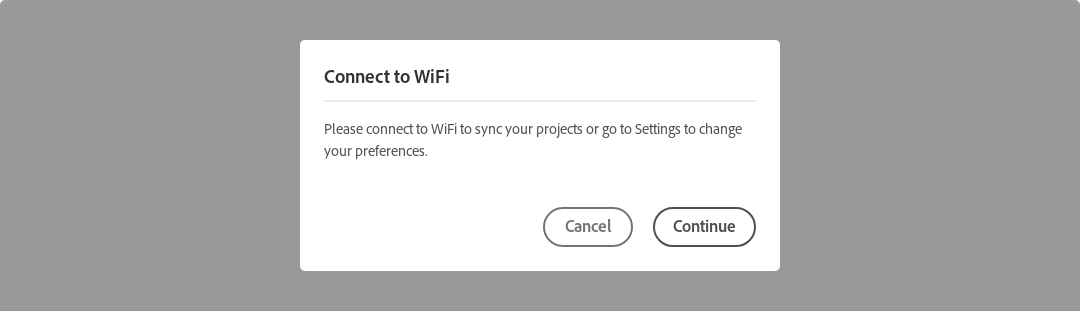 Connect to WiFi
Please connect to WiFi to sync your projects or go to Settings to change
your preferences.
Cancel
Continue